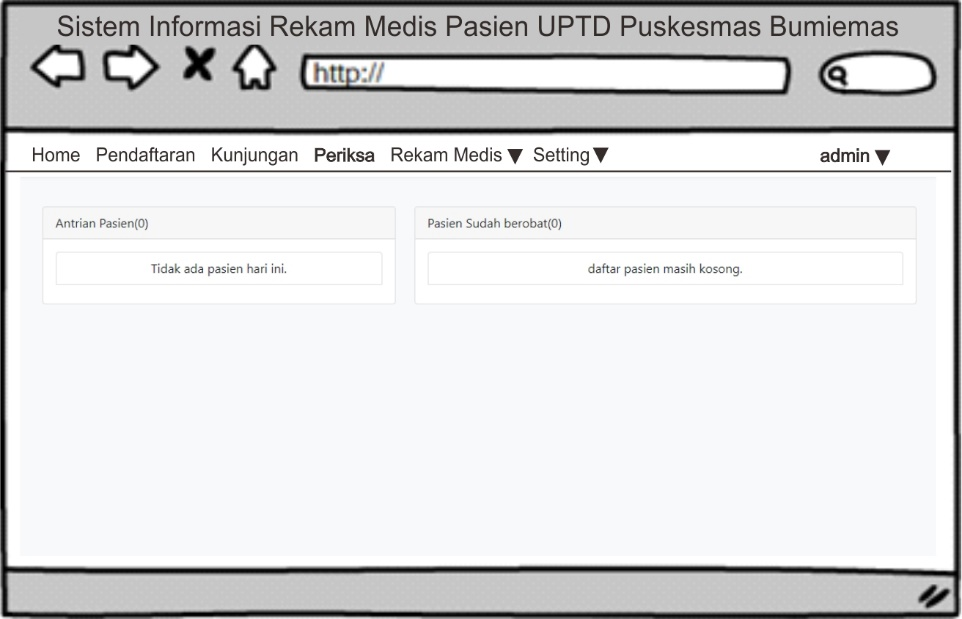 Sistem Informasi Rekam Medis Pasien UPTD Puskesmas Bumiemas
http://
Home Pendaftaran Kunjungan Periksa Rekam Medis ▼ Setting ▼ admin ▼
Antrian Pasien(0)
Tidak ada pasien hari ini.
Pasien Sudah berobat(0)
daftar pasien masih kosong.